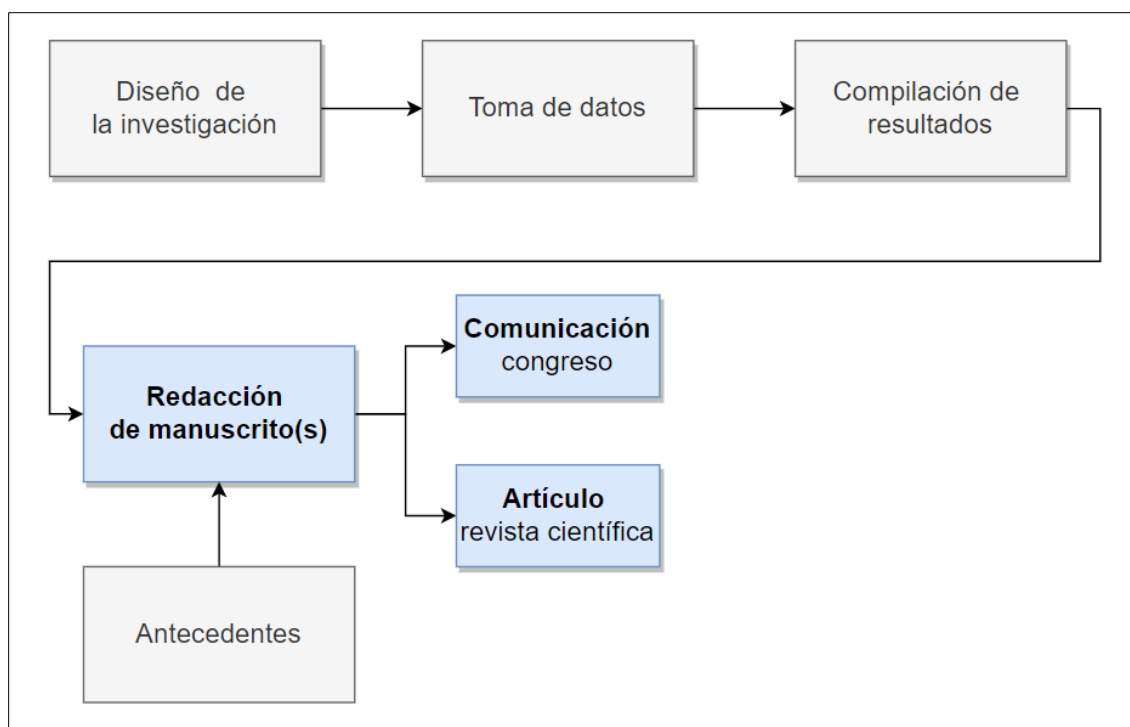 Diseño de
la investigación
Toma de datos
Compilación de
resultados
Redacción
de manuscrito(s)
Comunicación
congreso
Artículo
revista científica
Antecedentes